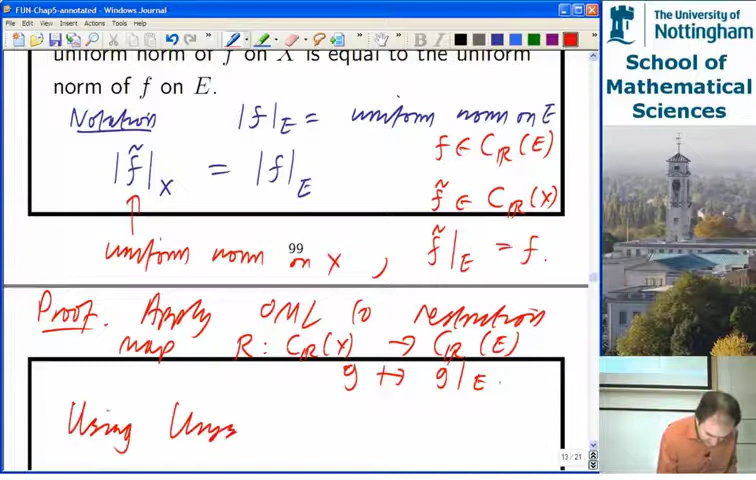 FUN-Chap5-annotated - Windows Journal
File Edit View Insert Actions Tools Help
uniform norm of f on X is equal to the uniform
norm of f on E.
Notation |f|_E = uniform norm on E
f ∈ C_ℝ(E)
|f̃|_X = |f|_E
f̃ ∈ C_ℝ(X)
↑
uniform norm on X , f̃|_E = f.
99
Proof. Apply OML to restriction
map R: C_ℝ(X) → C_ℝ(E)
g ↦ g|_E.
Using Urys
13 / 21
The University of
Nottingham
School of
Mathematical
Sciences